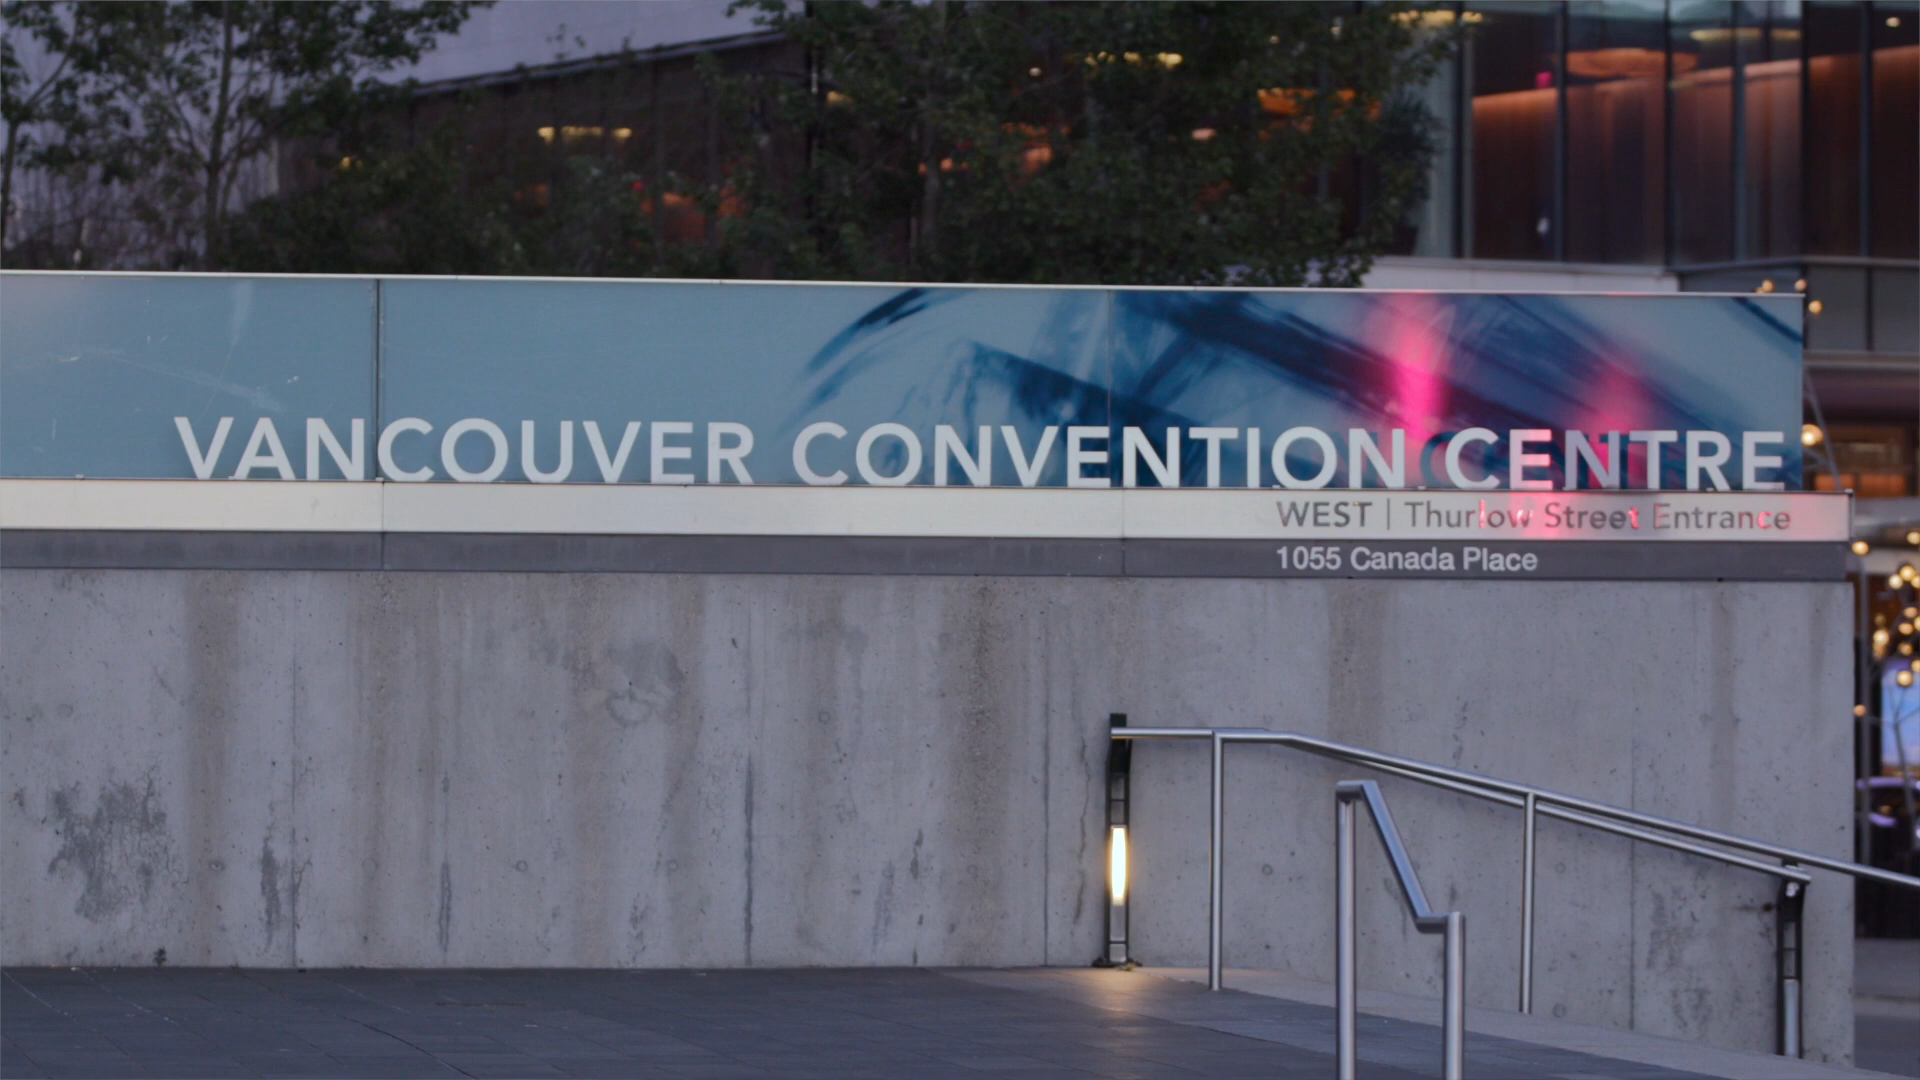 VANCOUVER CONVENTION CENTRE
WEST | Thurlow Street Entrance
1055 Canada Place